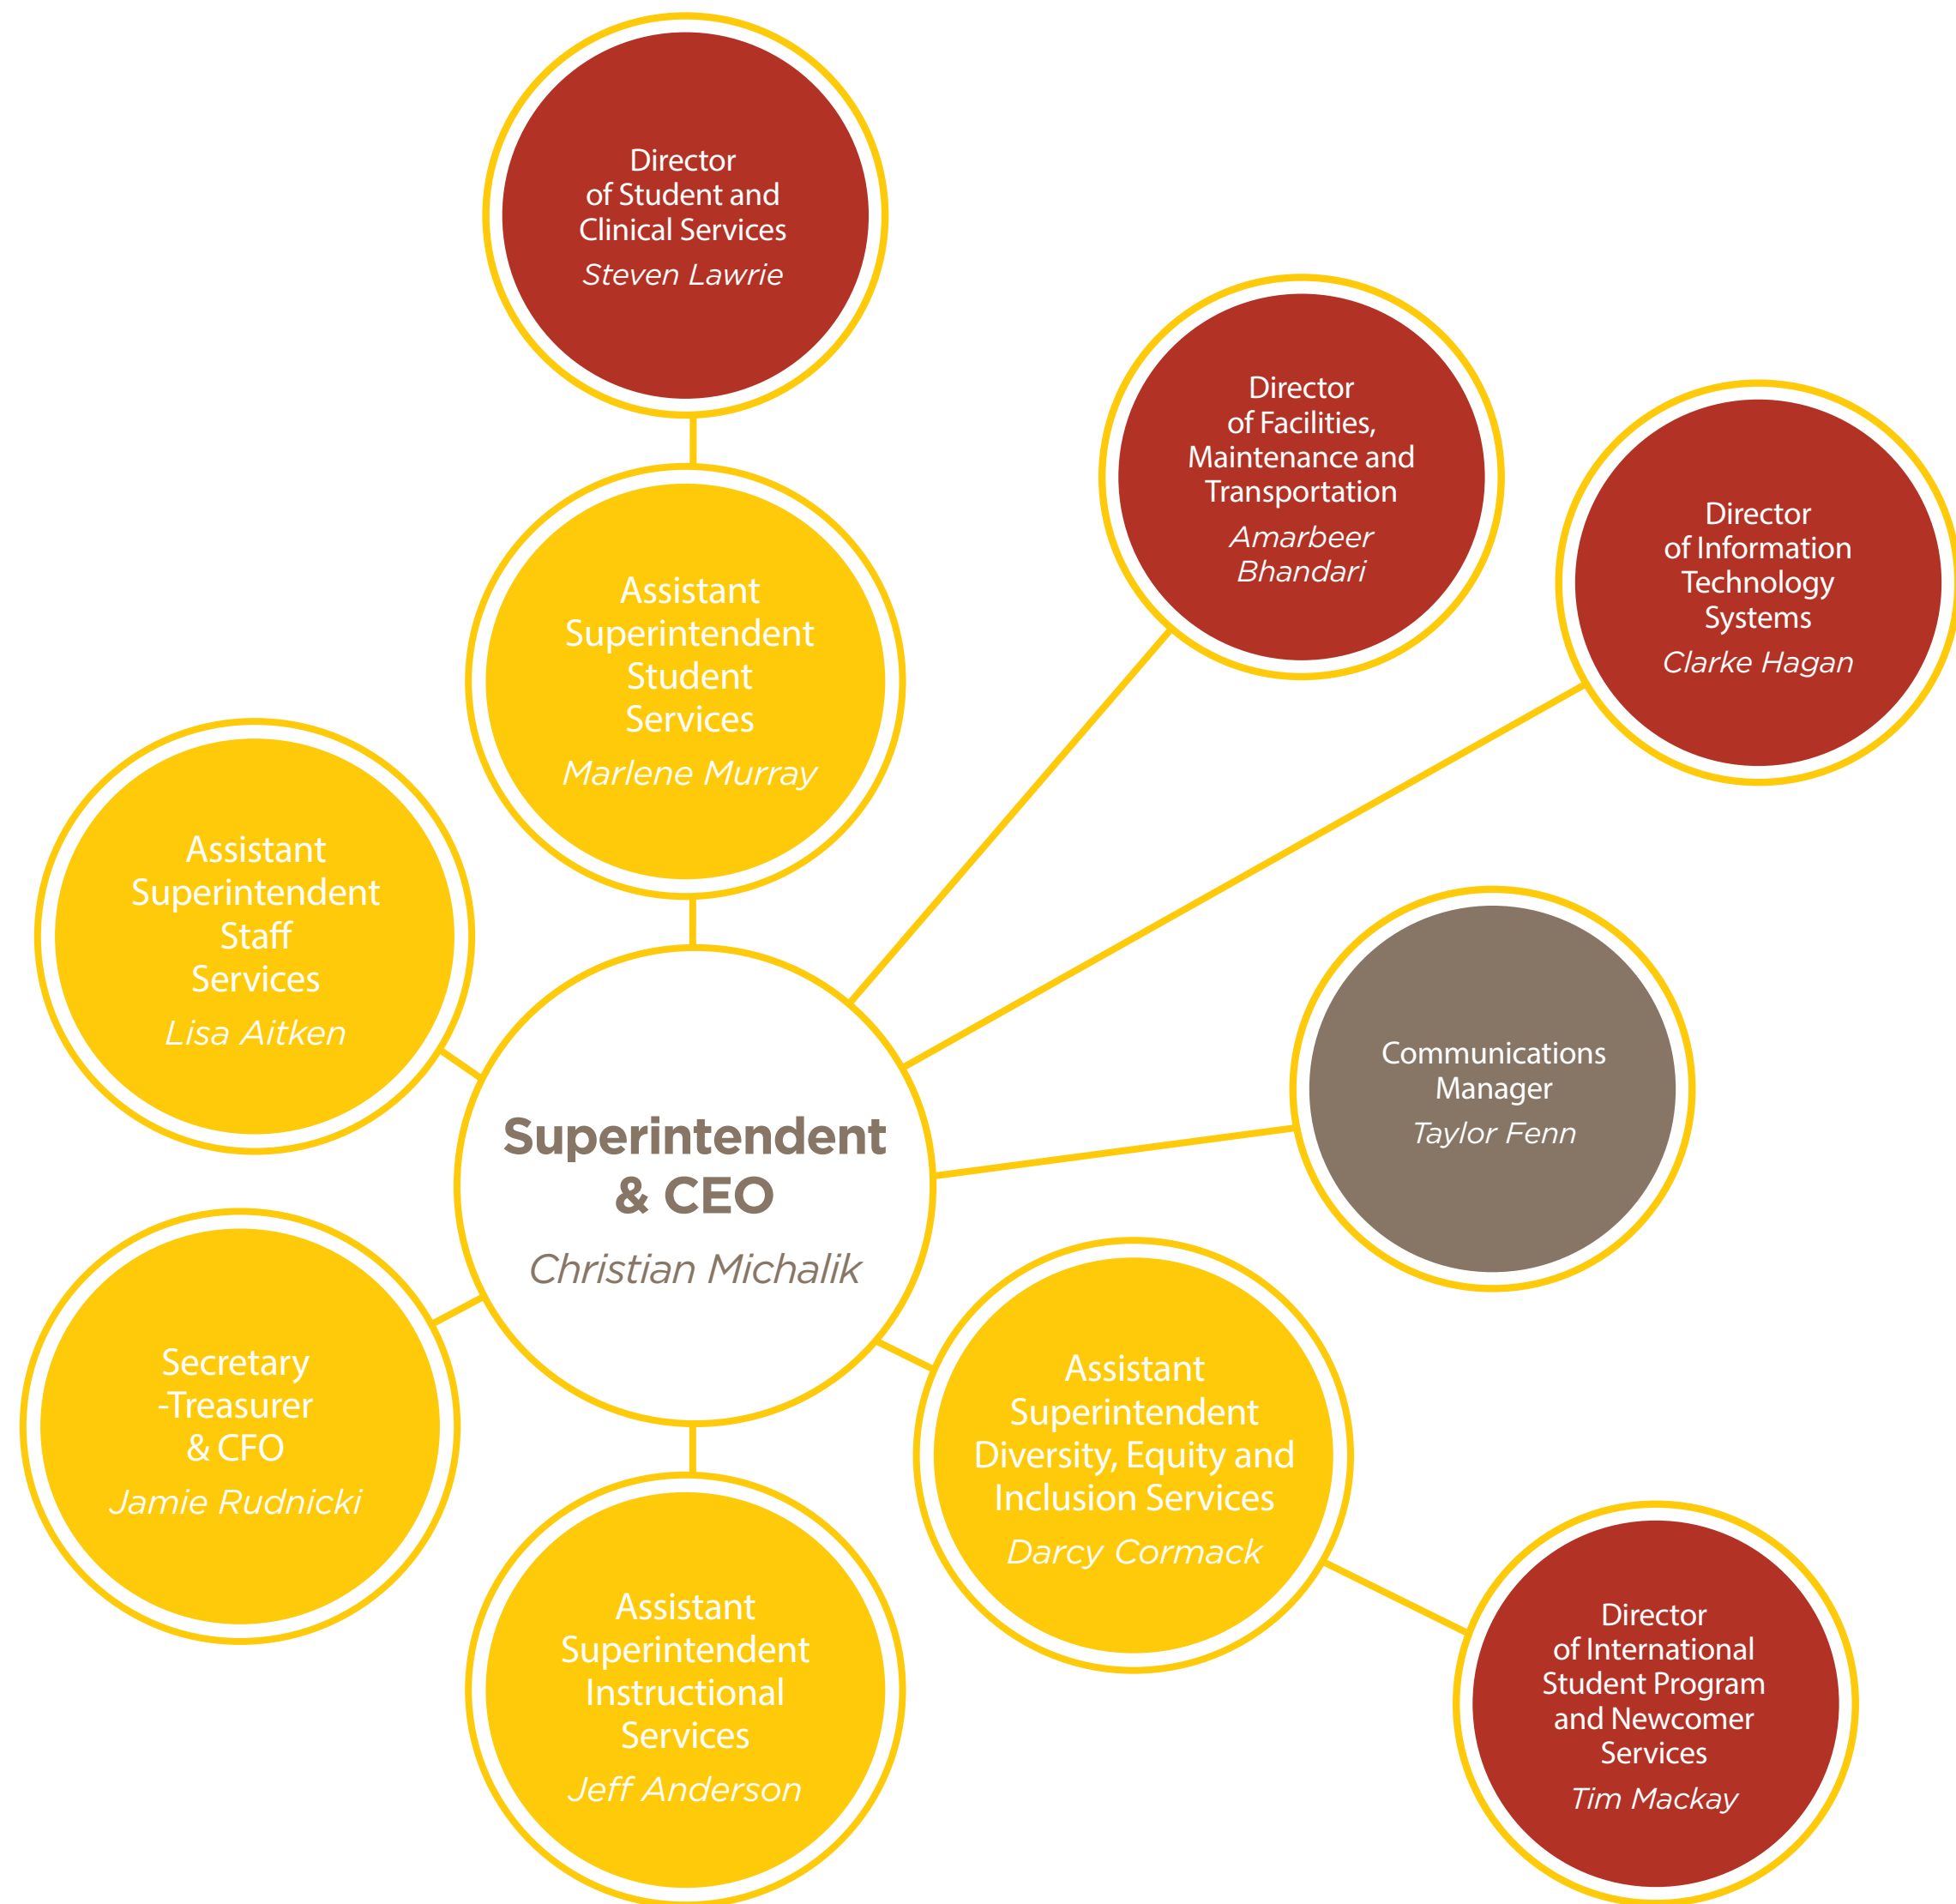 Director
of Student and
Clinical Services
Steven Lawrie
Director
of Facilities,
Maintenance and
Transportation
Amarbeer
Bhandari
Director
of Information
Technology
Systems
Clarke Hagan
Assistant
Superintendent
Student
Services
Marlene Murray
Assistant
Superintendent
Staff
Services
Lisa Aitken
Communications
Manager
Taylor Fenn
Superintendent
& CEO
Christian Michalik
Secretary
-Treasurer
& CFO
Jamie Rudnicki
Assistant
Superintendent
Diversity, Equity and
Inclusion Services
Darcy Cormack
Assistant
Superintendent
Instructional
Services
Jeff Anderson
Director
of International
Student Program
and Newcomer
Services
Tim Mackay